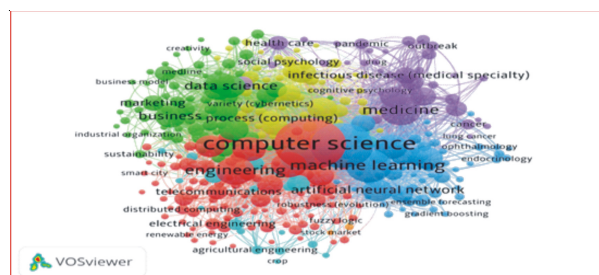 health care
pandemic
outbreak
creativity
social psychology
drug
medline
infectious disease (medical specialty)
business model
data science
cognitive psychology
marketing
variety (cybernetics)
medicine
business
process (computing)
cancer
industrial organization
computer science
lung cancer
ophthalmology
sustainability
endocrinology
engineering
machine learning
smart city
telecommunications
artificial neural network
robustness (evolution)
ensemble forecasting
distributed computing
gradient boosting
electrical engineering
fuzzy logic
renewable energy
stock market
agricultural engineering
crop
VOSviewer